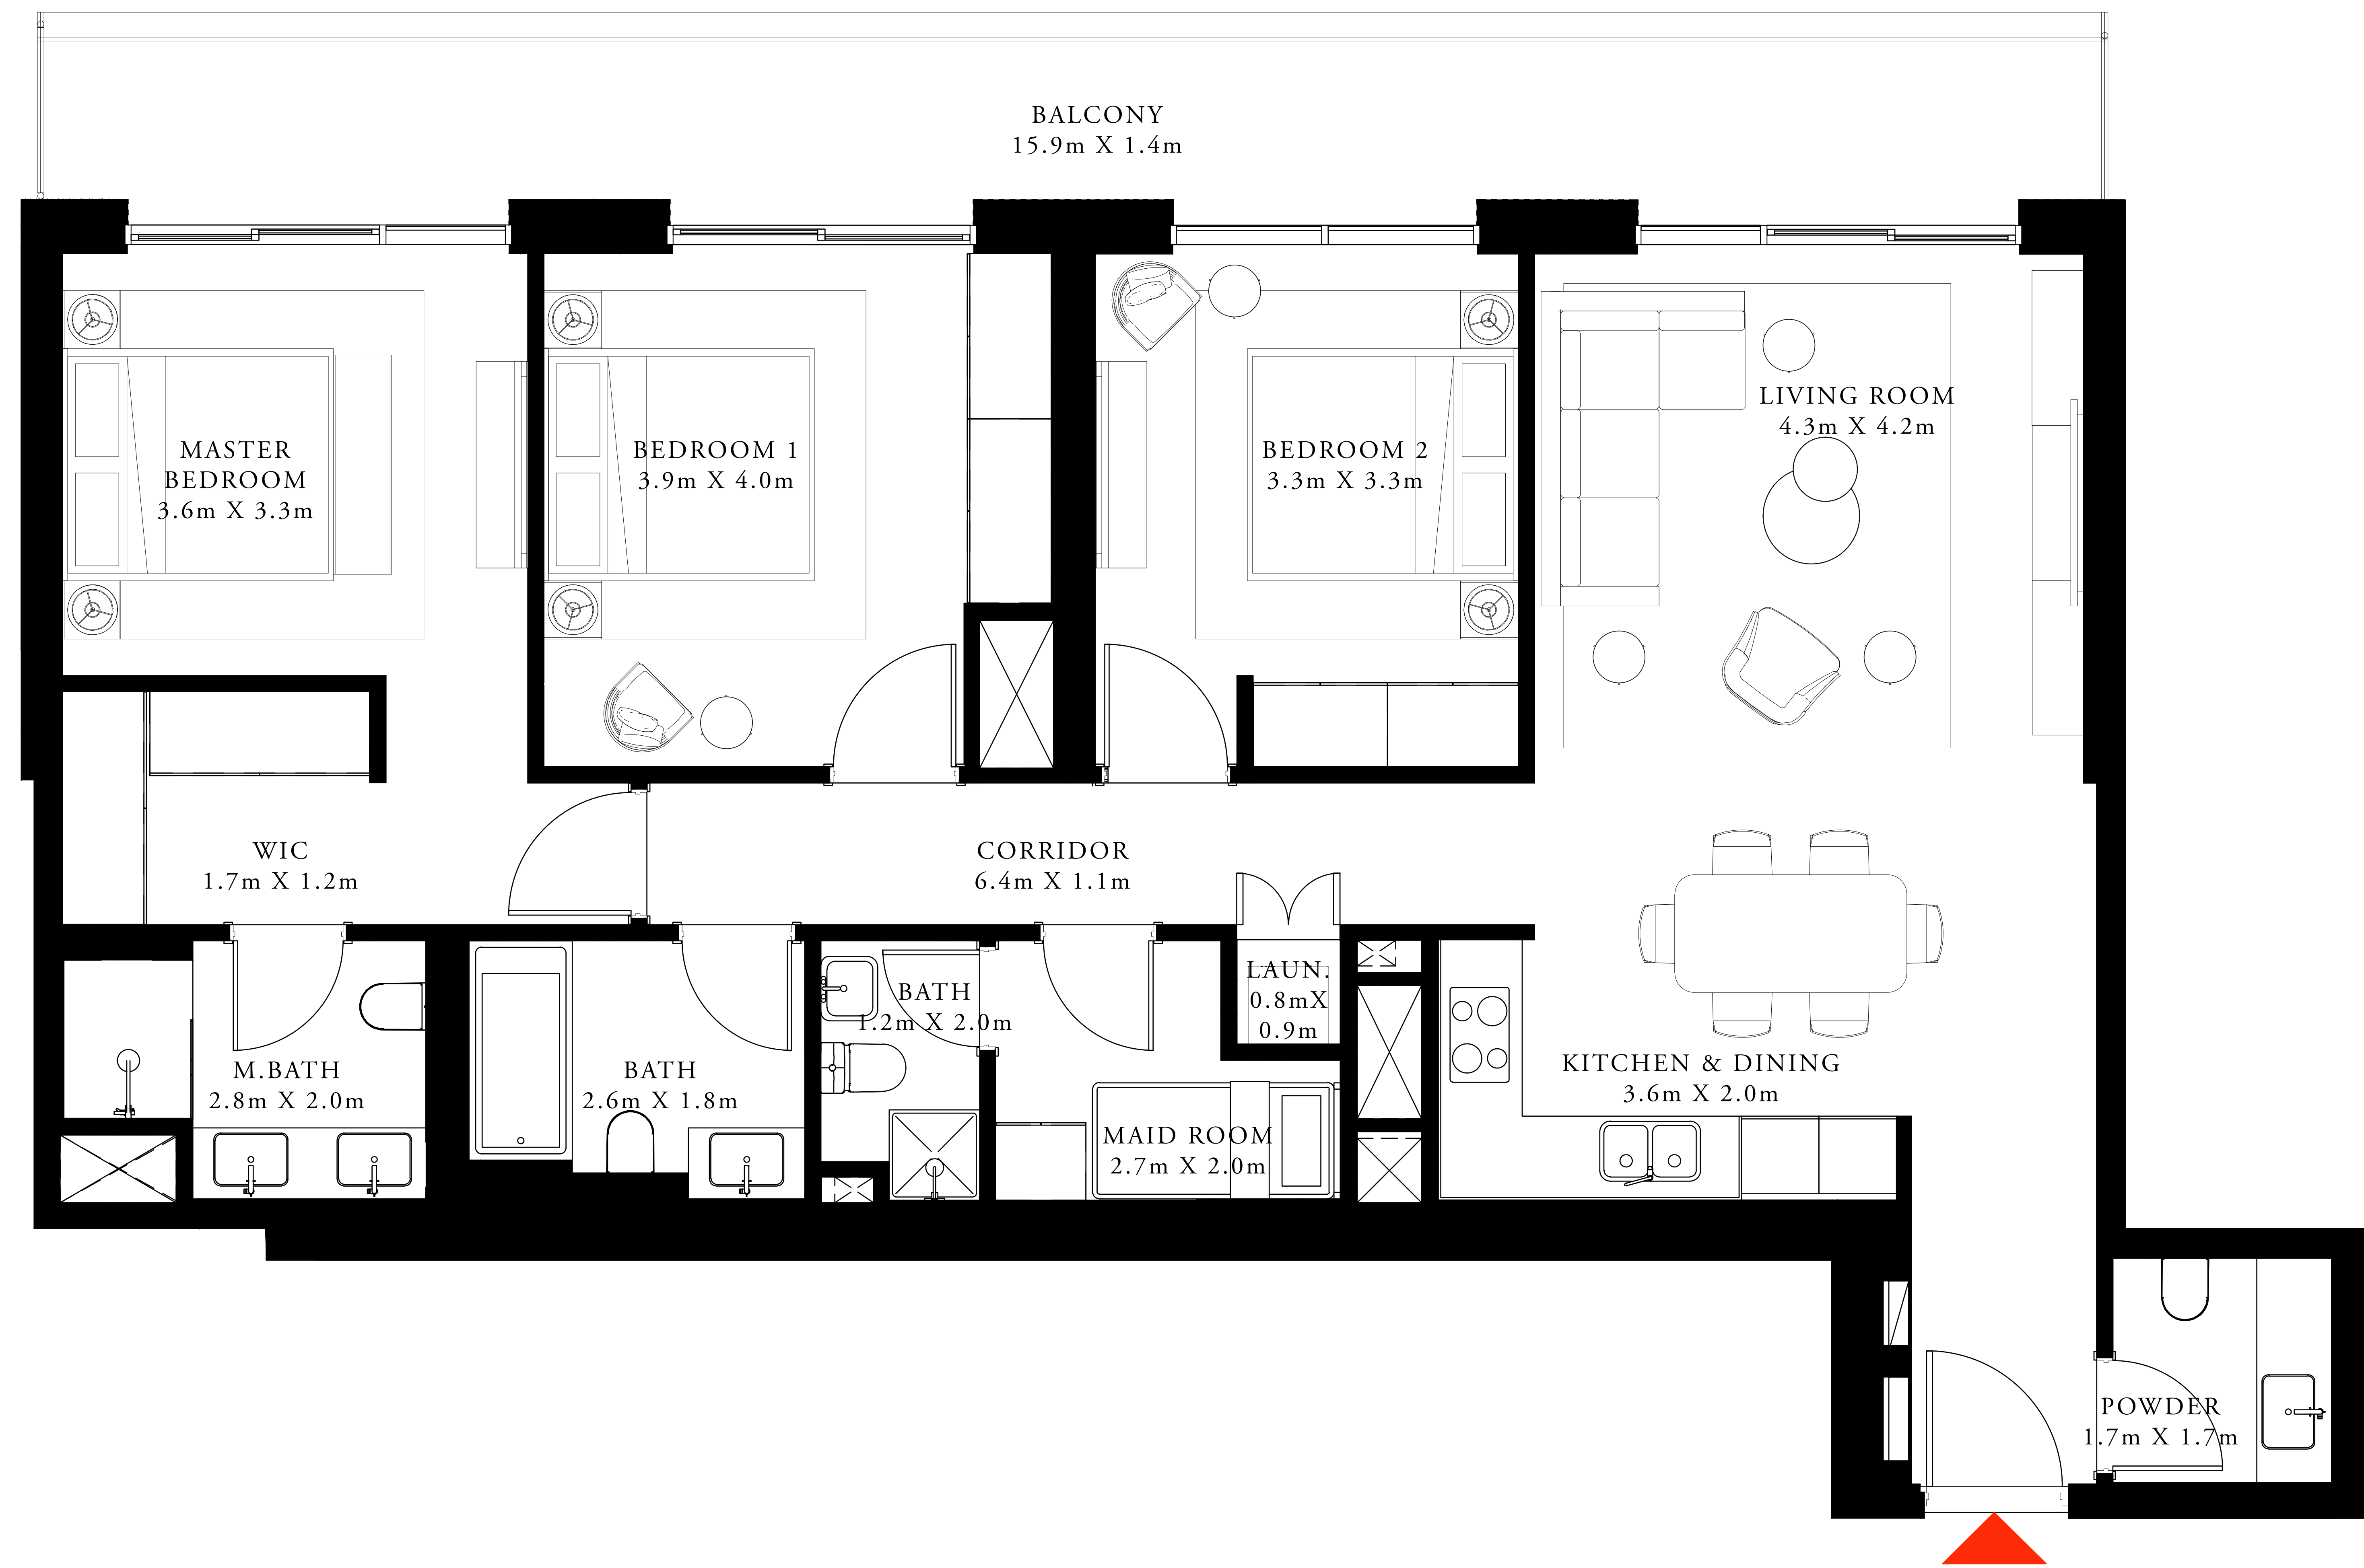 BALCONY
15.9m X 1.4m
MASTER
BEDROOM
3.6m X 3.3m
BEDROOM 1
3.9m X 4.0m
BEDROOM 2
3.3m X 3.3m
LIVING ROOM
4.3m X 4.2m
WIC
1.7m X 1.2m
CORRIDOR
6.4m X 1.1m
M.BATH
2.8m X 2.0m
BATH
2.6m X 1.8m
BATH
1.2m X 2.0m
MAID ROOM
2.7m X 2.0m
LAUN.
0.8mX
0.9m
KITCHEN & DINING
3.6m X 2.0m
POWDER
1.7m X 1.7m